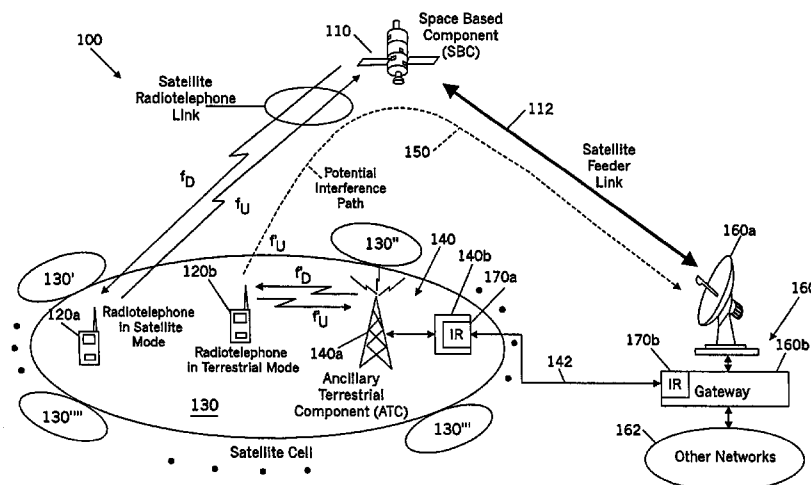 100
110
Space Based
Component
(SBC)
Satellite
Radiotelephone
Link
112
150
Satellite
Feeder
Link
Potential
Interference
Path
fD
fU
f'U
130'
130''
120a
120b
Radiotelephone
in Satellite
Mode
f'D
f'U
Radiotelephone
in Terrestrial Mode
140
140b
170a
140a
IR
Ancillary
Terrestrial
Component (ATC)
142
160a
160
160b
170b
IR
Gateway
130
130''''
130'''
Satellite Cell
162
Other Networks